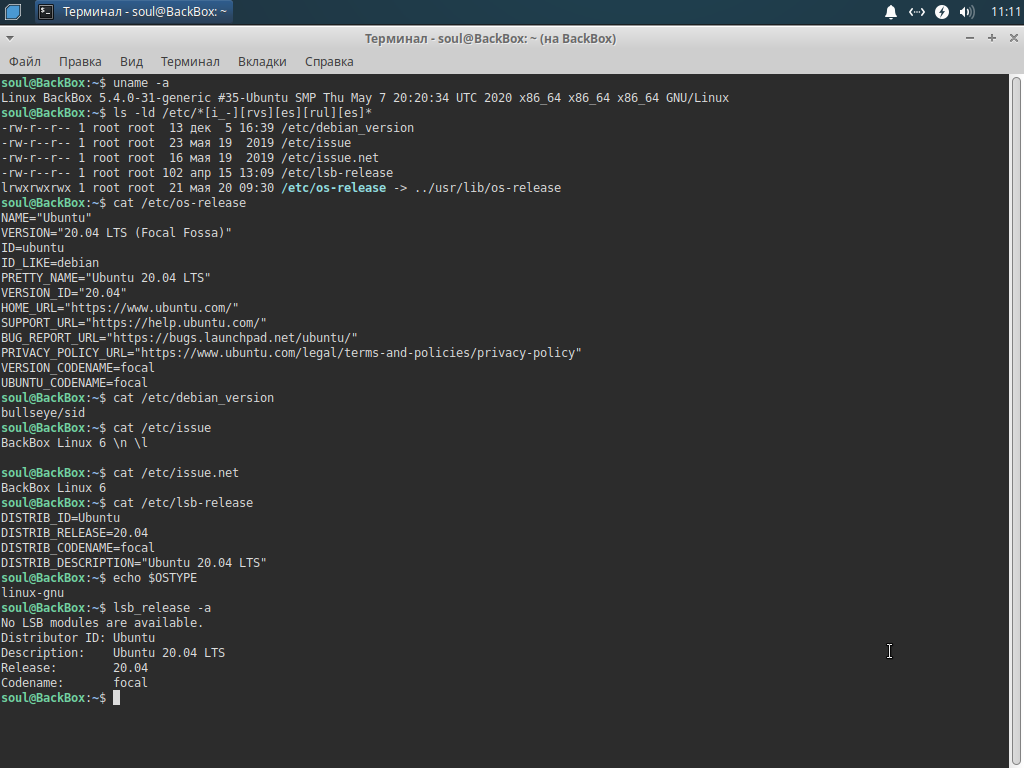 Терминал - soul@BackBox: ~
11:11
Терминал - soul@BackBox: ~ (на BackBox)
Файл Правка Вид Терминал Вкладки Справка
soul@BackBox:~$ uname -a
Linux BackBox 5.4.0-31-generic #35-Ubuntu SMP Thu May 7 20:20:34 UTC 2020 x86_64 x86_64 x86_64 GNU/Linux
soul@BackBox:~$ ls -ld /etc/*[i_-][rvs][es][rul][es]*
-rw-r--r-- 1 root root  13 дек  5 16:39 /etc/debian_version
-rw-r--r-- 1 root root  23 мая 19  2019 /etc/issue
-rw-r--r-- 1 root root  16 мая 19  2019 /etc/issue.net
-rw-r--r-- 1 root root 102 апр 15 13:09 /etc/lsb-release
lrwxrwxrwx 1 root root  21 мая 20 09:30 /etc/os-release -> ../usr/lib/os-release
soul@BackBox:~$ cat /etc/os-release
NAME="Ubuntu"
VERSION="20.04 LTS (Focal Fossa)"
ID=ubuntu
ID_LIKE=debian
PRETTY_NAME="Ubuntu 20.04 LTS"
VERSION_ID="20.04"
HOME_URL="https://www.ubuntu.com/"
SUPPORT_URL="https://help.ubuntu.com/"
BUG_REPORT_URL="https://bugs.launchpad.net/ubuntu/"
PRIVACY_POLICY_URL="https://www.ubuntu.com/legal/terms-and-policies/privacy-policy"
VERSION_CODENAME=focal
UBUNTU_CODENAME=focal
soul@BackBox:~$ cat /etc/debian_version
bullseye/sid
soul@BackBox:~$ cat /etc/issue
BackBox Linux 6 \n \l
soul@BackBox:~$ cat /etc/issue.net
BackBox Linux 6
soul@BackBox:~$ cat /etc/lsb-release
DISTRIB_ID=Ubuntu
DISTRIB_RELEASE=20.04
DISTRIB_CODENAME=focal
DISTRIB_DESCRIPTION="Ubuntu 20.04 LTS"
soul@BackBox:~$ echo $OSTYPE
linux-gnu
soul@BackBox:~$ lsb_release -a
No LSB modules are available.
Distributor ID: Ubuntu
Description:    Ubuntu 20.04 LTS
Release:        20.04
Codename:       focal
soul@BackBox:~$